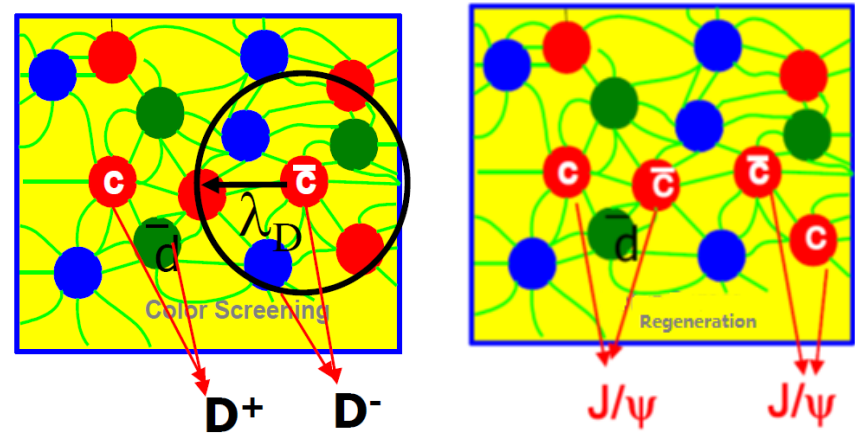 c c̅
λD
d̅
Color Screening
D⁺ D⁻
c c̅ c̅
d̅
c
Regeneration
J/ψ J/ψ